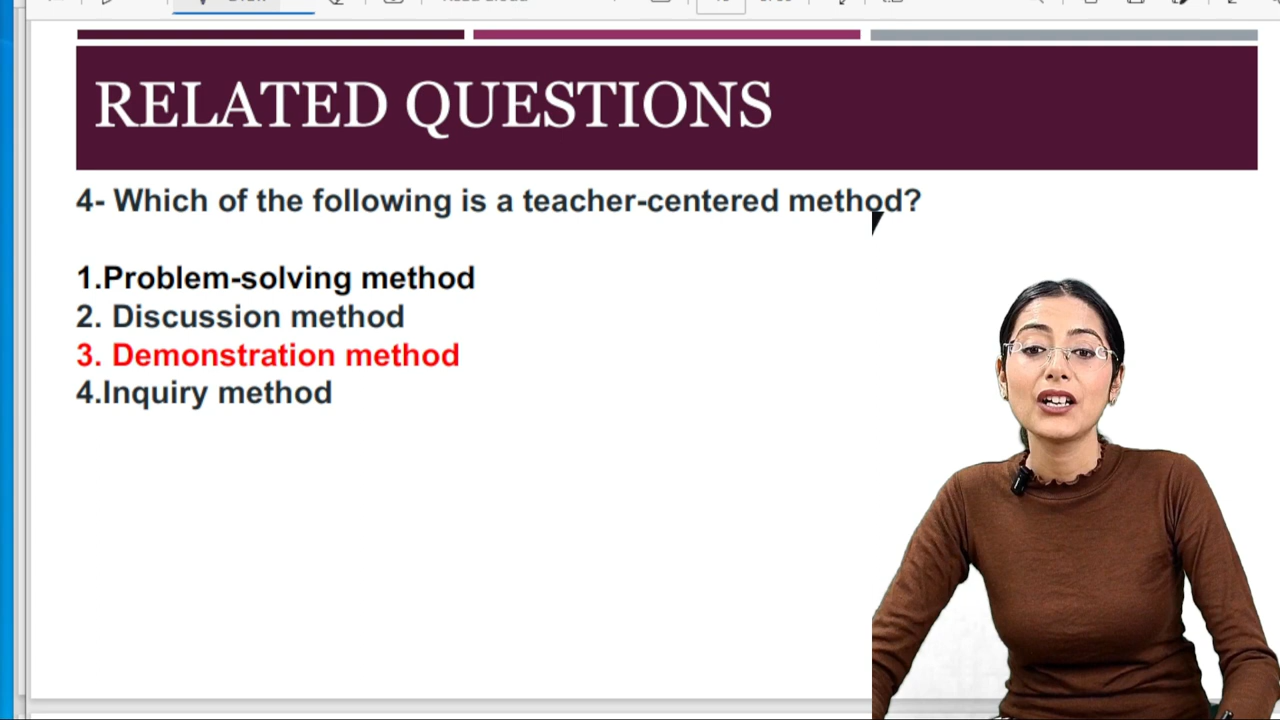 RELATED QUESTIONS
4- Which of the following is a teacher-centered method?
1.Problem-solving method
2. Discussion method
3. Demonstration method
4.Inquiry method